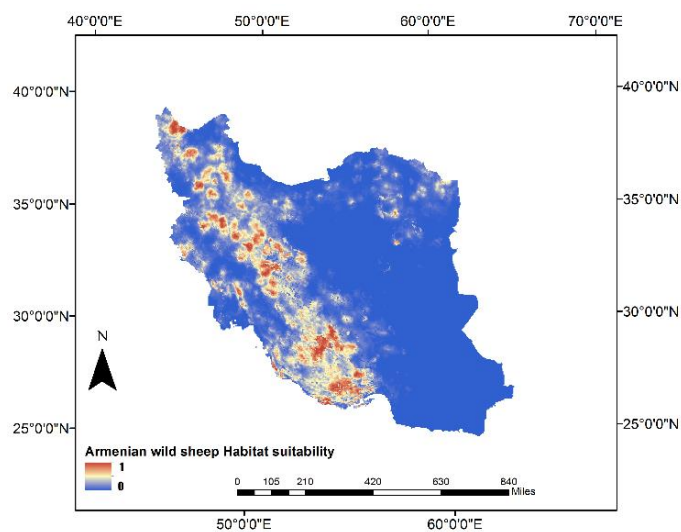 40°0'0"E 50°0'0"E 60°0'0"E 70°0'0"E
40°0'0"N 40°0'0"N
35°0'0"N 35°0'0"N
30°0'0"N 30°0'0"N
N
25°0'0"N 25°0'0"N
Armenian wild sheep Habitat suitability
1
0
0 105 210 420 630 840
Miles
50°0'0"E 60°0'0"E